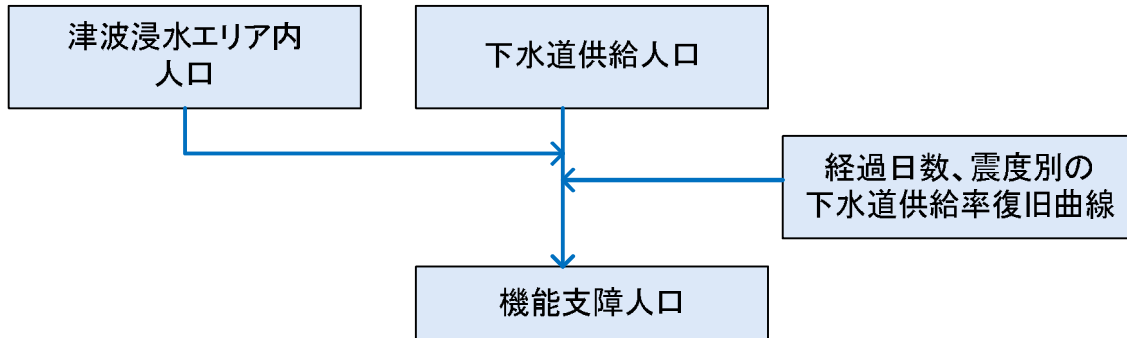 津波浸水エリア内
人口
下水道供給人口
経過日数、震度別の
下水道供給率復旧曲線
機能支障人口